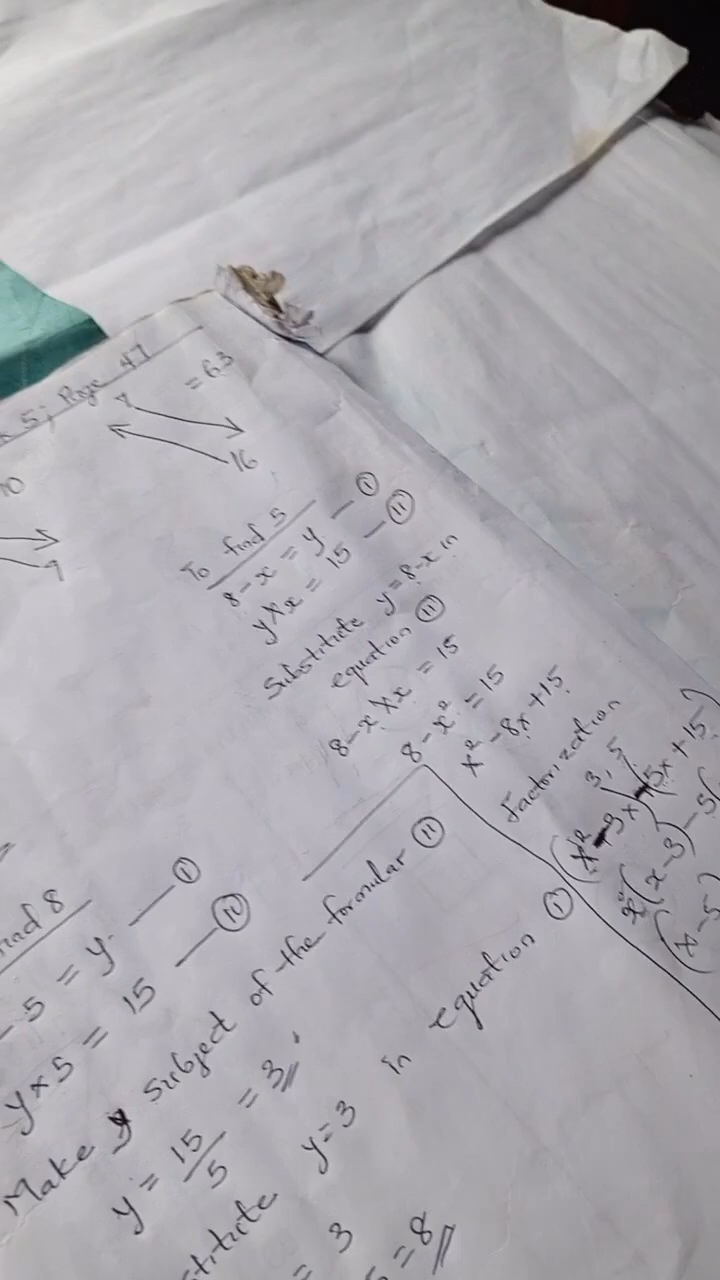 5; Page 47
7 = 63
16
10
9
To find 5
8 - x = y — (i)
y × x = 15 — (ii)
Substitute y = 8 - x in
equation (ii)
8 - x × x = 15
8 - x² = 15
x² - 8x + 15
Factorization
3, 5
(x² - 3x) - (5x + 15)
x(x - 3) - 5(
(x - 5)
8
- 5 = y — (i)
y × 5 = 15 — (ii)
Make y subject of the formular (ii)
y = 15/5 = 3
y = 3 in equation (i)
= 3
= 8